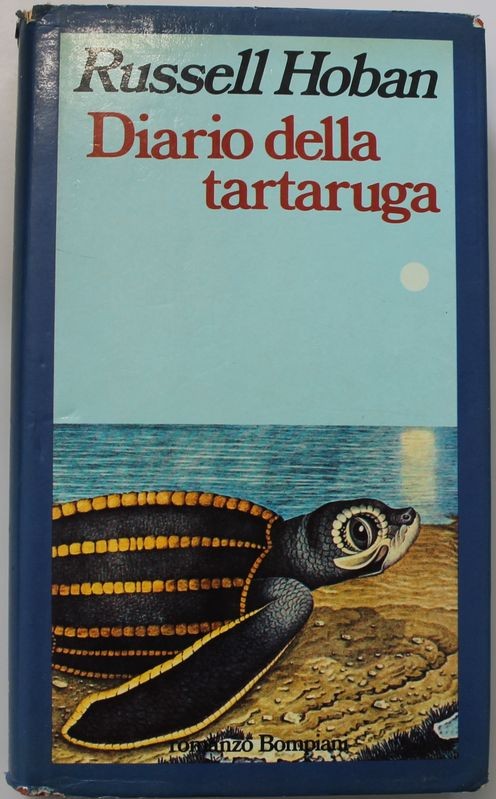 Russell Hoban
Diario della
tartaruga
romanzo Bompiani